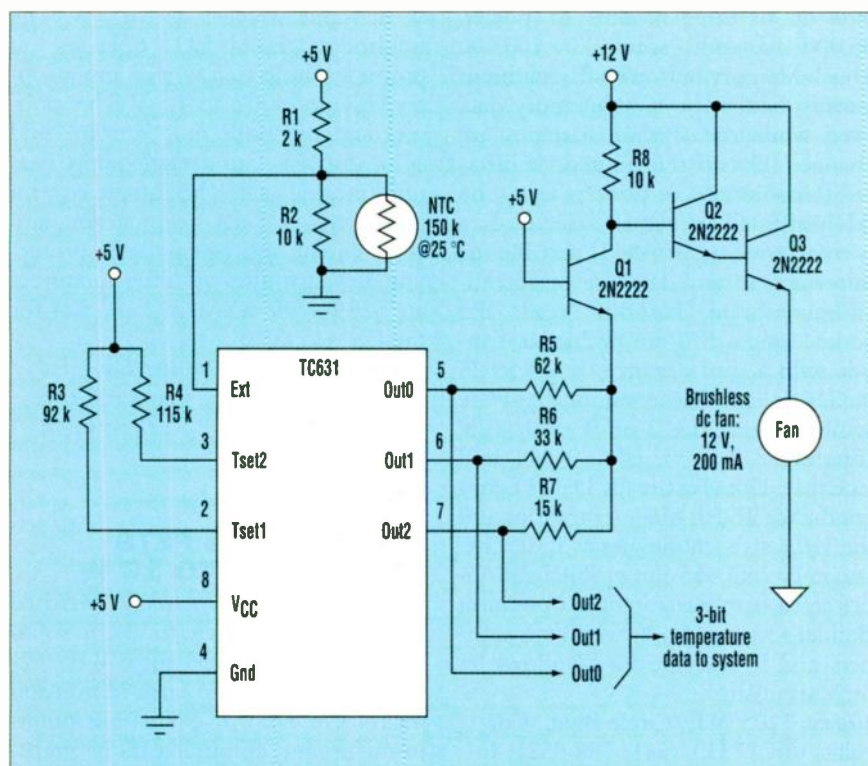 +5 V
R1
2 k
R2
10 k
NTC
150 k
@25 °C
+12 V
R8
10 k
+5 V
Q1
2N2222
Q2
2N2222
Q3
2N2222
+5 V
R3
92 k
R4
115 k
TC631
1
Ext
3
Tset2
2
Tset1
8
+5 V
VCC
4
Gnd
Out0
5
Out1
6
Out2
7
R5
62 k
R6
33 k
R7
15 k
Brushless
dc fan:
12 V,
200 mA
Fan
Out2
Out1
Out0
3-bit
temperature
data to system